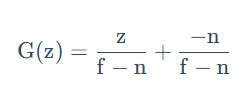 G(z) = z/(f − n) + −n/(f − n)